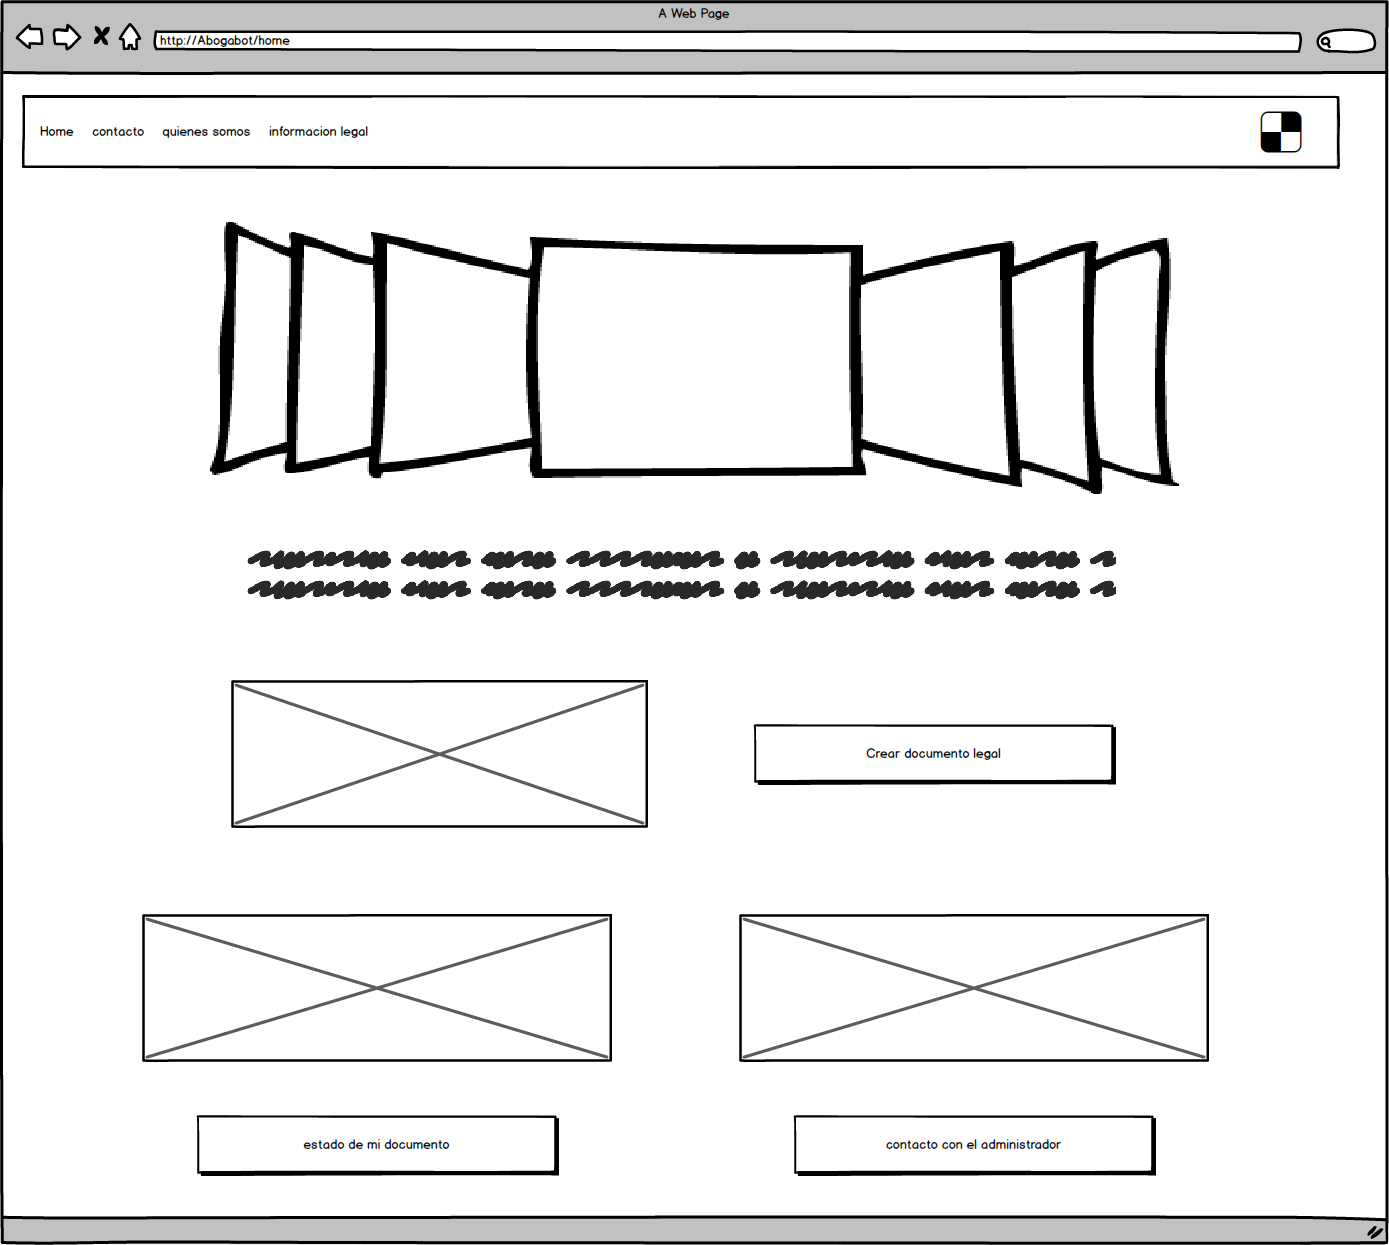 A Web Page
http://Abogabot/home
Home contacto quienes somos informacion legal
Crear documento legal
estado de mi documento contacto con el administrador